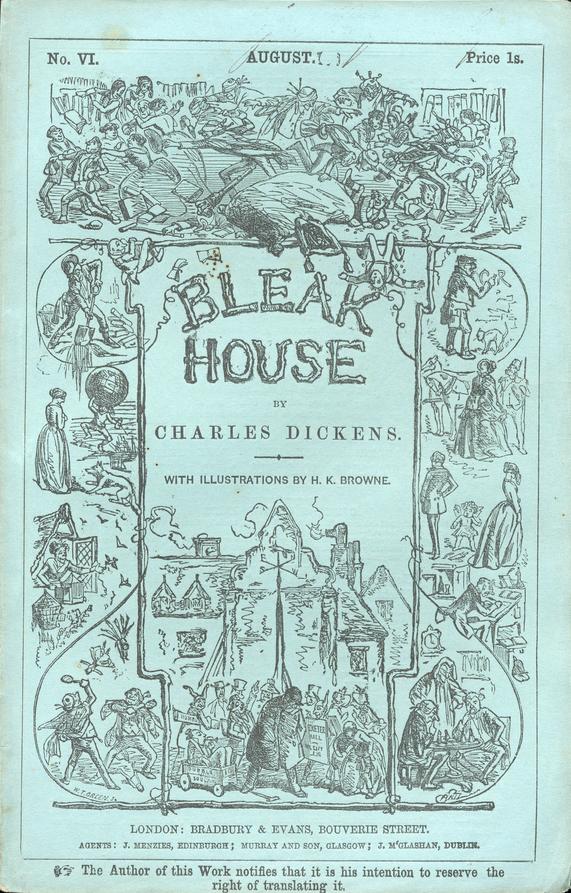 No. VI.
AUGUST.
Price 1s.
BLEAK
HOUSE
BY
CHARLES DICKENS.
WITH ILLUSTRATIONS BY H. K. BROWNE.
EXETER
HALL
LONDON: BRADBURY & EVANS, BOUVERIE STREET.
AGENTS: J. MENZIES, EDINBURGH; MURRAY AND SON, GLASGOW; J. M'GLASHAN, DUBLIN.
☞ The Author of this Work notifies that it is his intention to reserve the
right of translating it.